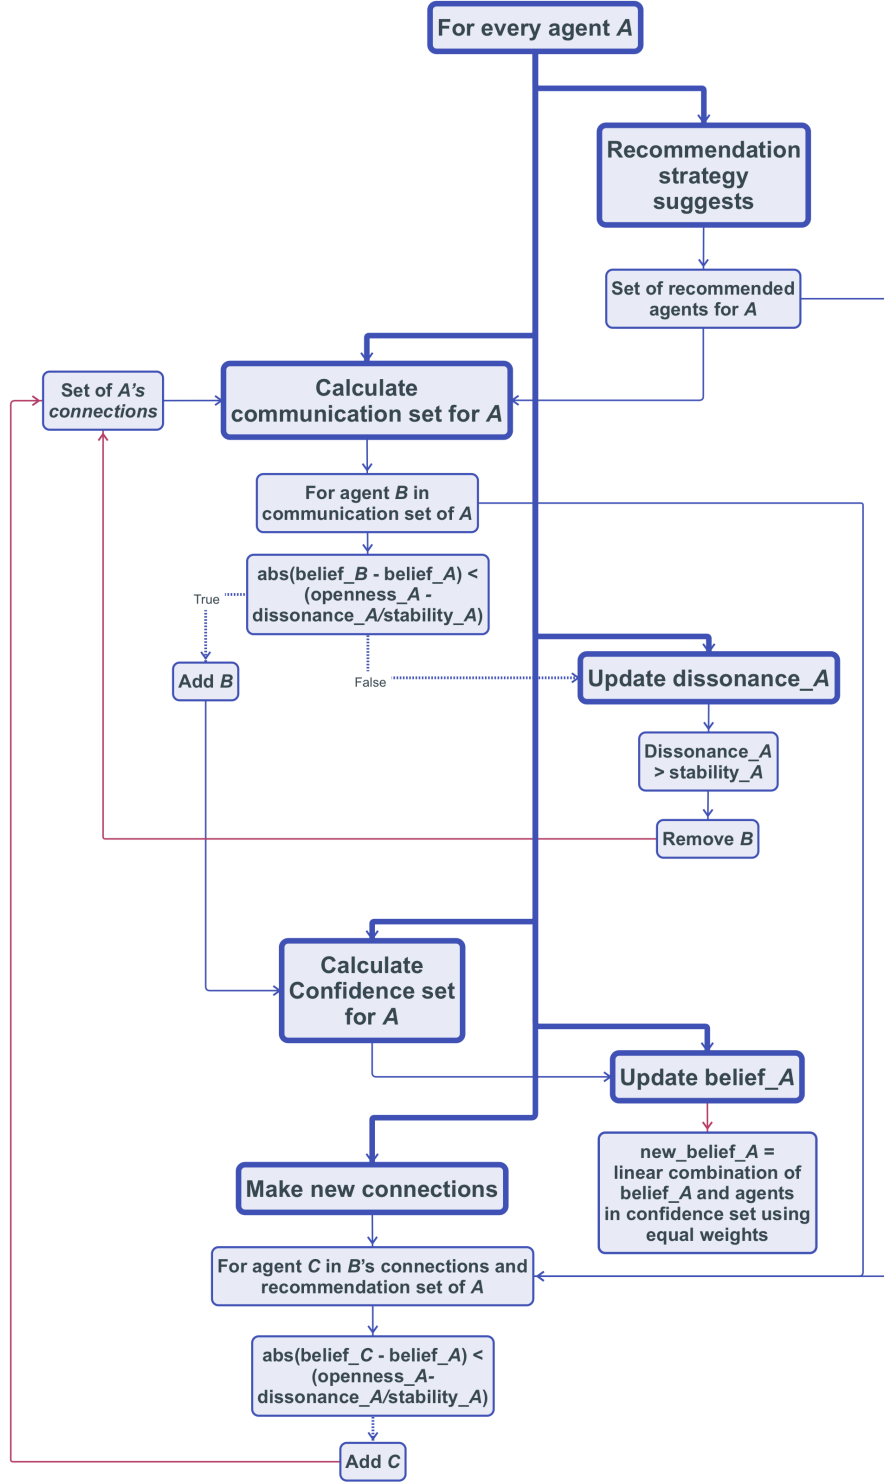 For every agent A
Recommendation
strategy
suggests
Set of recommended
agents for A
Set of A's
connections
Calculate
communication set for A
For agent B in
communication set of A
abs(belief_B - belief_A) <
(openness_A -
dissonance_A/stability_A)
True
False
Add B
Update dissonance_A
Dissonance_A
> stability_A
Remove B
Calculate
Confidence set
for A
Update belief_A
new_belief_A =
linear combination of
belief_A and agents
in confidence set using
equal weights
Make new connections
For agent C in B's connections and
recommendation set of A
abs(belief_C - belief_A) <
(openness_A-
dissonance_A/stability_A)
Add C